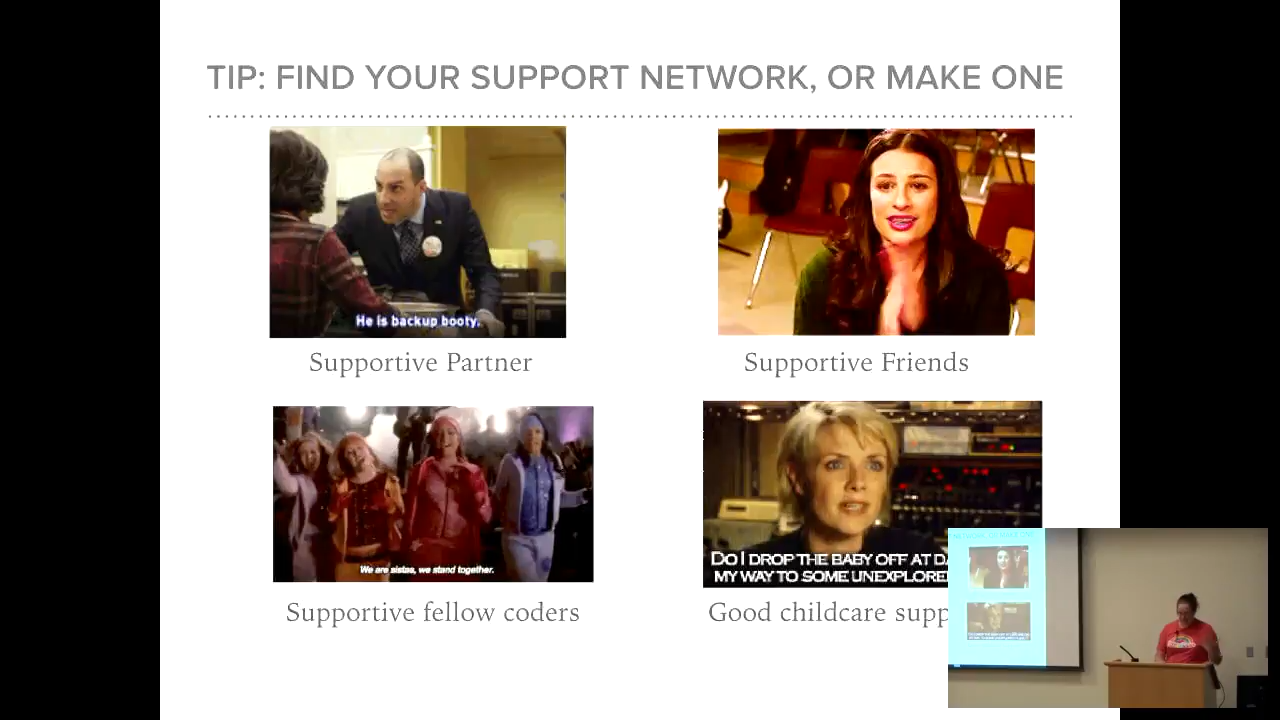 TIP: FIND YOUR SUPPORT NETWORK, OR MAKE ONE
He is backup booty.
Supportive Partner
Supportive Friends
We are sistas, we stand together.
DO I DROP THE BABY OFF AT DA
MY WAY TO SOME UNEXPLORE
Supportive fellow coders
Good childcare supp